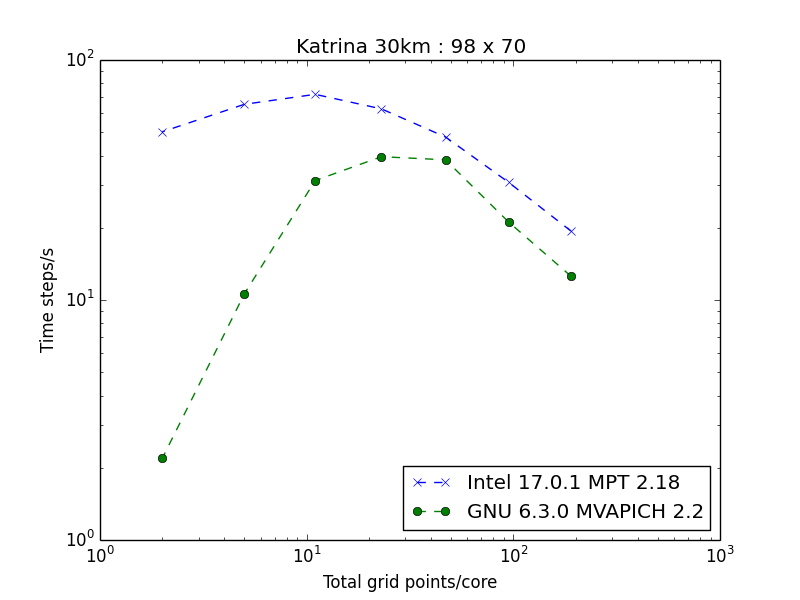 Katrina 30km : 98 x 70
10^2
10^1
10^0
Time steps/s
Intel 17.0.1 MPT 2.18
GNU 6.3.0 MVAPICH 2.2
10^0 10^1 10^2 10^3
Total grid points/core